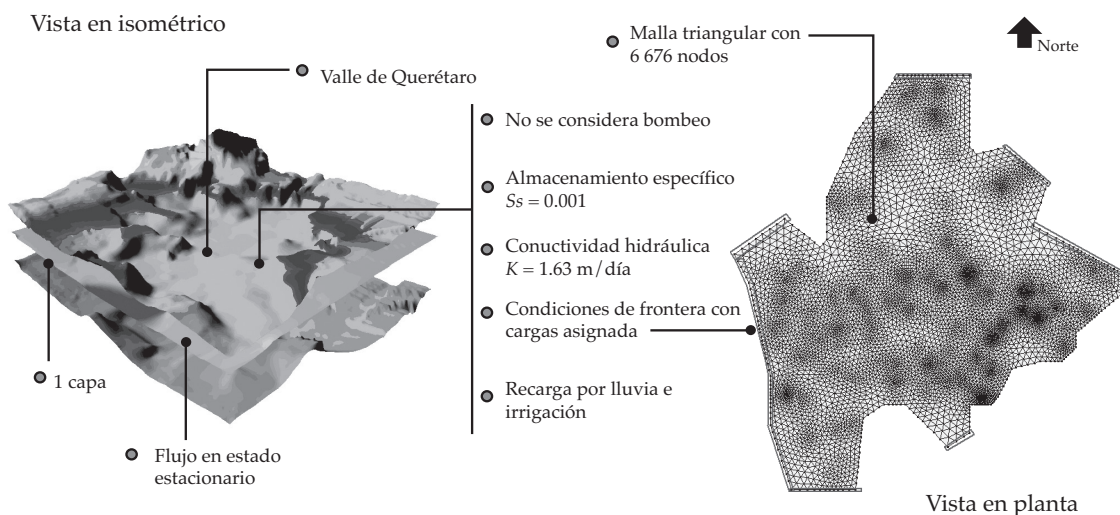 Vista en isométrico
Valle de Querétaro
1 capa
Flujo en estado
estacionario
No se considera bombeo
Almacenamiento específico
Ss = 0.001
Conuctividad hidráulica
K = 1.63 m/día
Condiciones de frontera con
cargas asignada
Recarga por lluvia e
irrigación
Malla triangular con
6 676 nodos
Norte
Vista en planta